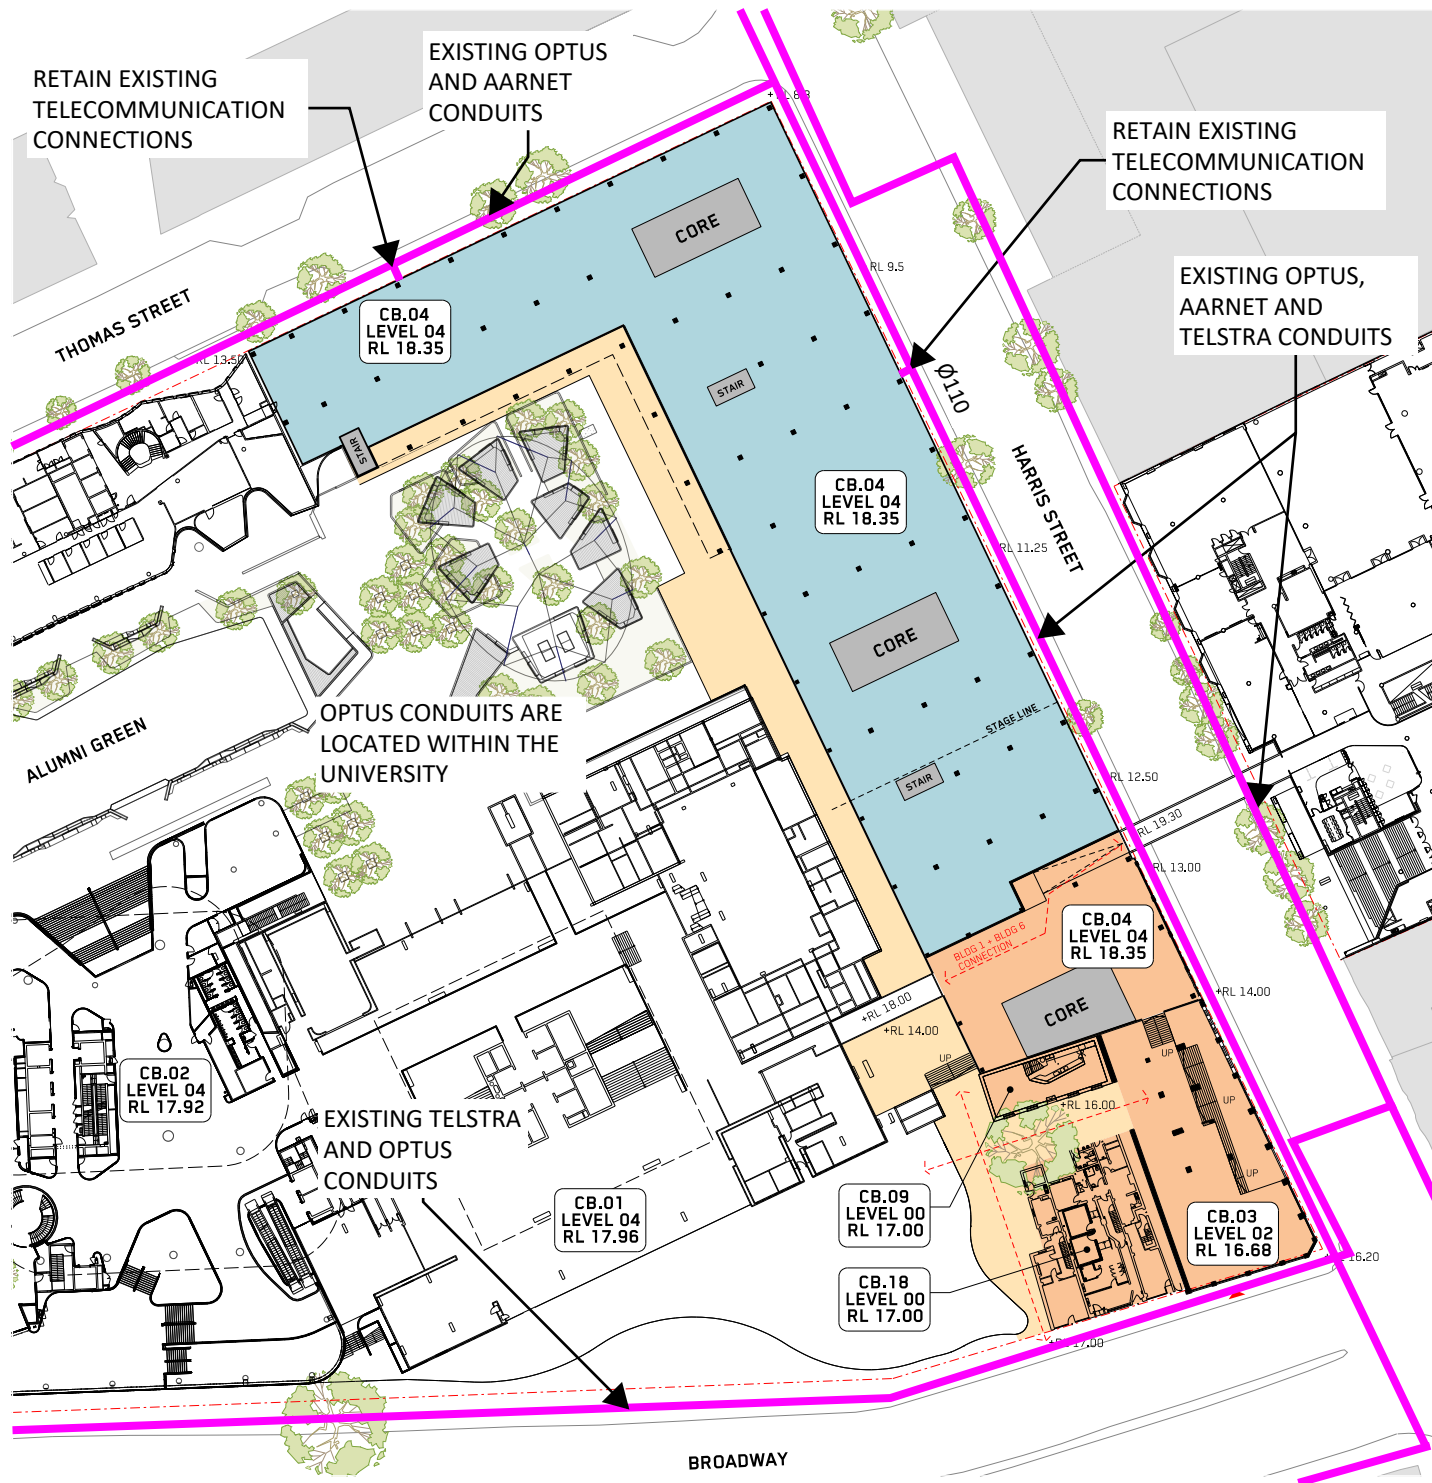 RETAIN EXISTING
TELECOMMUNICATION
CONNECTIONS
EXISTING OPTUS
AND AARNET
CONDUITS
RETAIN EXISTING
TELECOMMUNICATION
CONNECTIONS
EXISTING OPTUS,
AARNET AND
TELSTRA CONDUITS
CORE
RL 9.5
THOMAS STREET
CB.04
LEVEL 04
RL 18.35
RL 13.50
STAIR
STAIR
Ø110
HARRIS STREET
CB.04
LEVEL 04
RL 18.35
RL 11.25
CORE
ALUMNI GREEN
OPTUS CONDUITS ARE
LOCATED WITHIN THE
UNIVERSITY
STAGE LINE
STAIR
RL 12.50
RL 19.30
RL 13.00
CB.04
LEVEL 04
RL 18.35
BLDG 1 + BLDG 6
CONNECTION
+RL 14.00
+RL 18.00
+RL 14.00
CORE
UP
UP
CB.02
LEVEL 04
RL 17.92
+RL 16.00
UP
EXISTING TELSTRA
AND OPTUS
CONDUITS
UP
CB.01
LEVEL 04
RL 17.96
CB.09
LEVEL 00
RL 17.00
CB.03
LEVEL 02
RL 16.68
16.20
CB.18
LEVEL 00
RL 17.00
17.00
BROADWAY